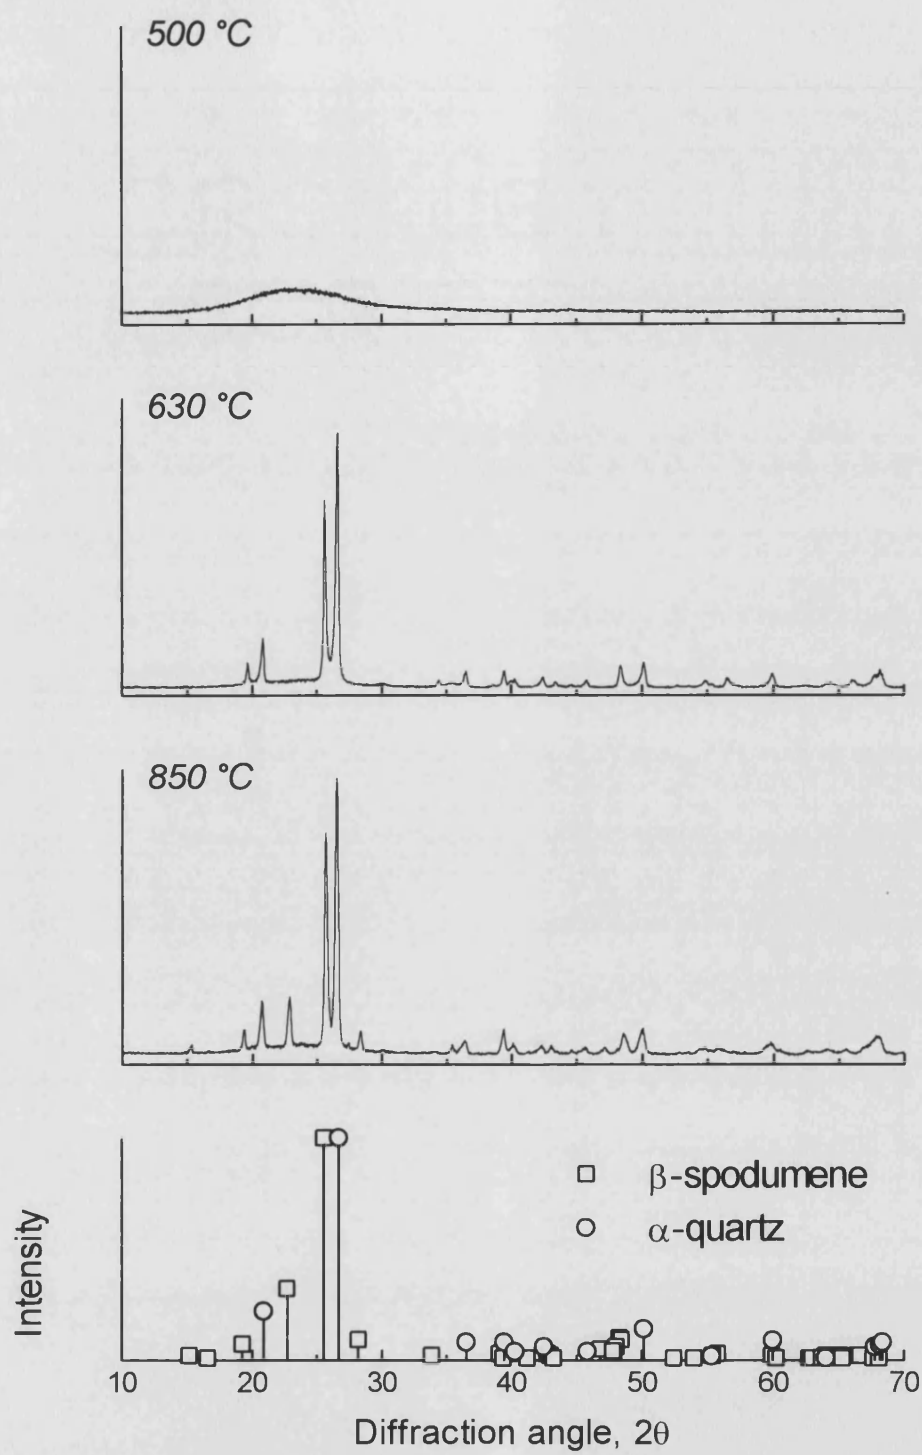 500 °C
630 °C
850 °C
β-spodumene
α-quartz
Intensity
10 20 30 40 50 60 70
Diffraction angle, 2θ